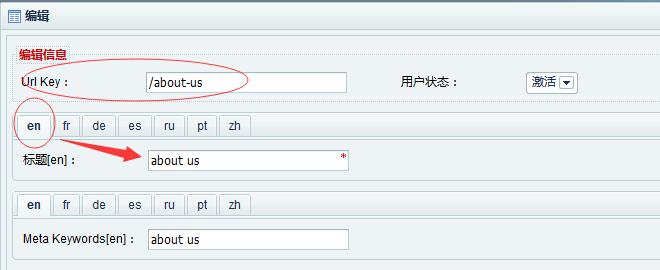 编辑
编辑信息
Url Key： /about-us 用户状态： 激活
en fr de es ru pt zh
标题[en]： about us *
en fr de es ru pt zh
Meta Keywords[en]： about us